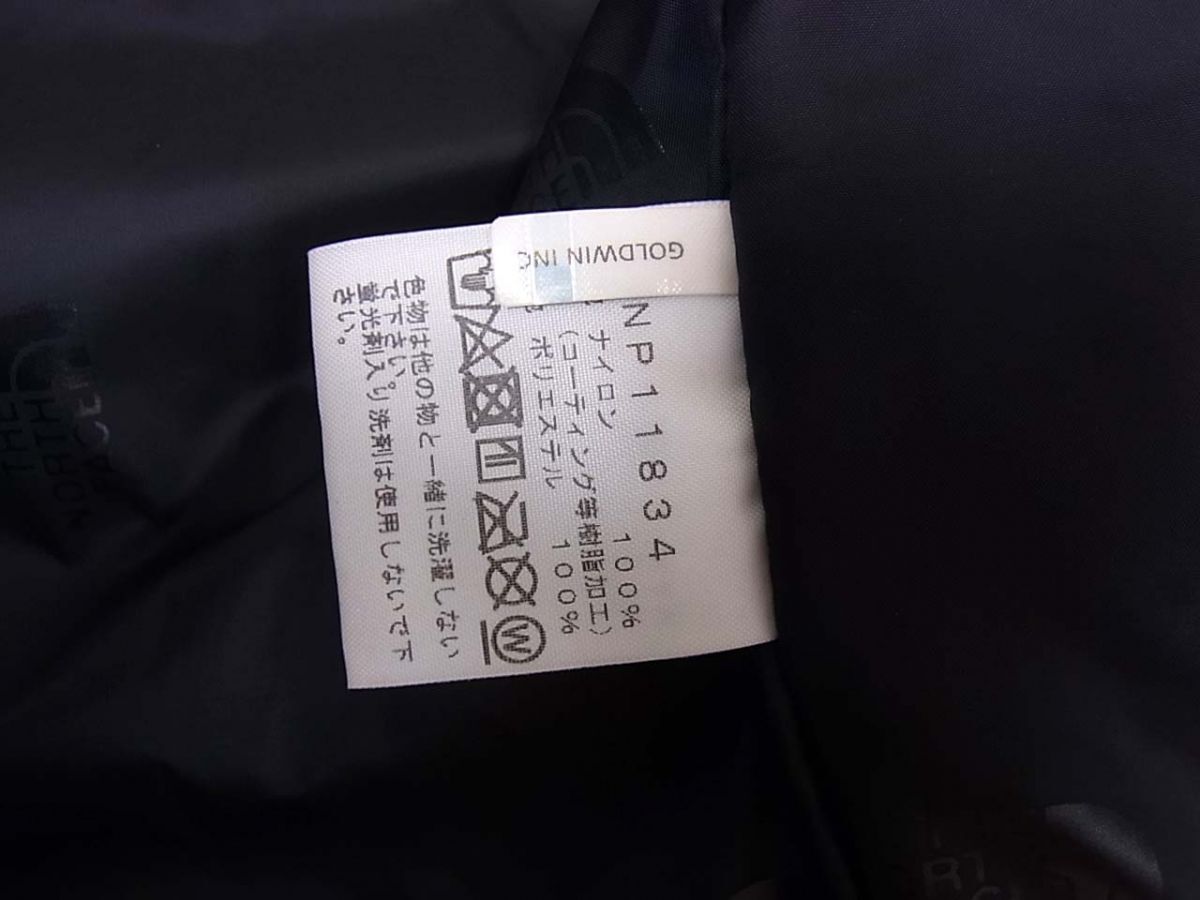 GOLDWIN INC
NP11834
ナイロン 100%
(コーティング等樹脂加工)
ポリエステル 100%
W
色物は他の物と一緒に洗濯しない
で下さい。
蛍光剤入り洗剤は使用しないで下
さい。
THE
NORTH